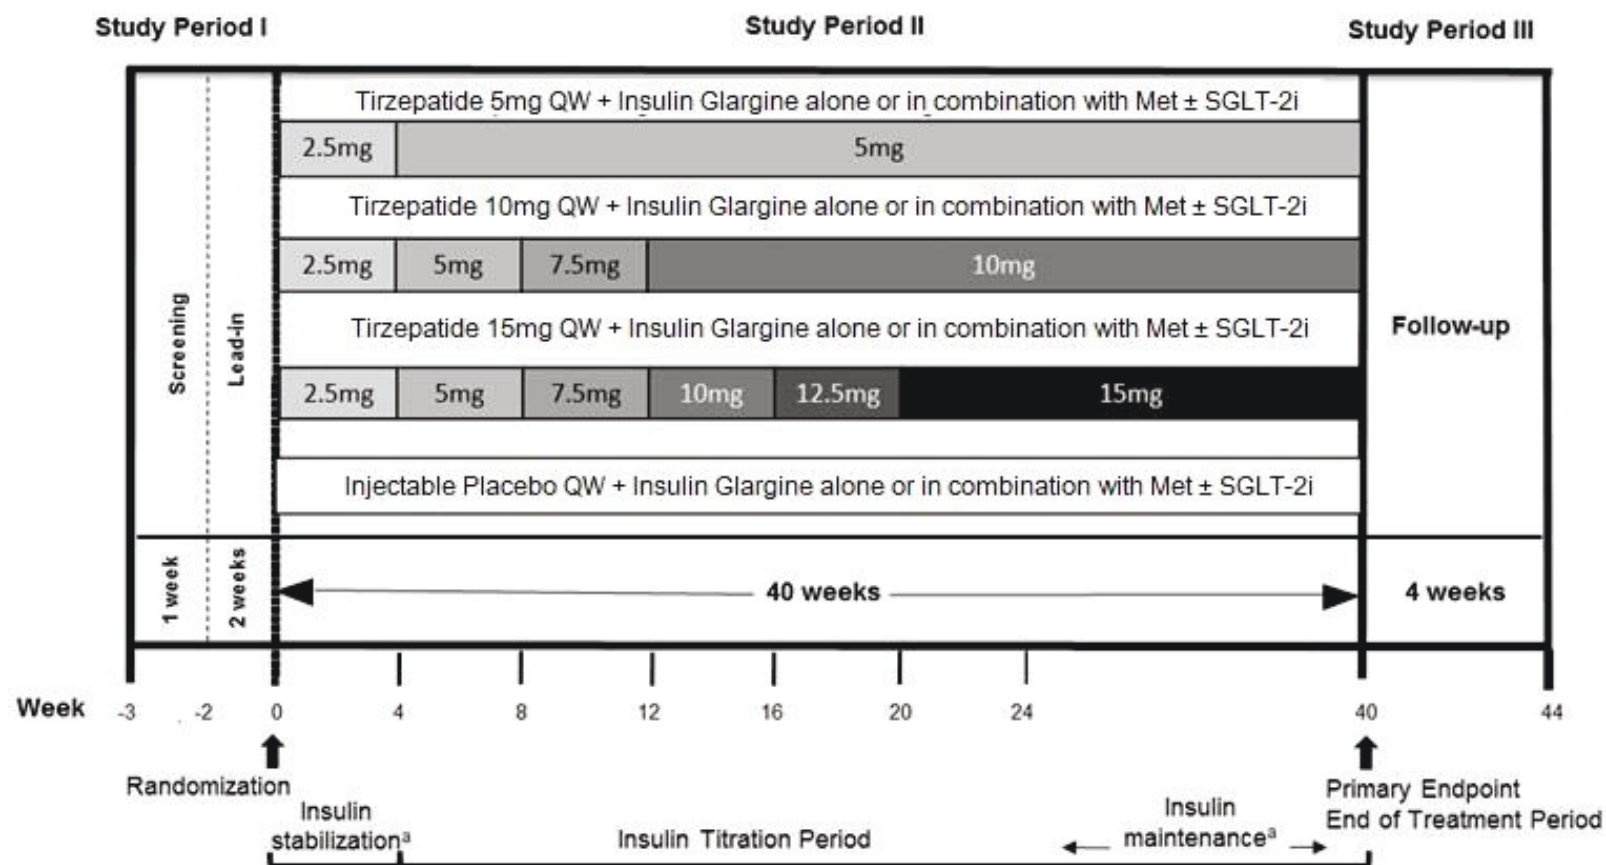 Study Period I
Study Period II
Study Period III
Tirzepatide 5mg QW + Insulin Glargine alone or in combination with Met ± SGLT-2i
2.5mg
5mg
Tirzepatide 10mg QW + Insulin Glargine alone or in combination with Met ± SGLT-2i
2.5mg
5mg
7.5mg
10mg
Tirzepatide 15mg QW + Insulin Glargine alone or in combination with Met ± SGLT-2i
2.5mg
5mg
7.5mg
10mg
12.5mg
15mg
Injectable Placebo QW + Insulin Glargine alone or in combination with Met ± SGLT-2i
Screening
Lead-in
Follow-up
1 week
2 weeks
40 weeks
4 weeks
Week
-3
-2
0
4
8
12
16
20
24
40
44
Randomization
Insulin
stabilizationª
Insulin Titration Period
Insulin
maintenanceª
Primary Endpoint
End of Treatment Period